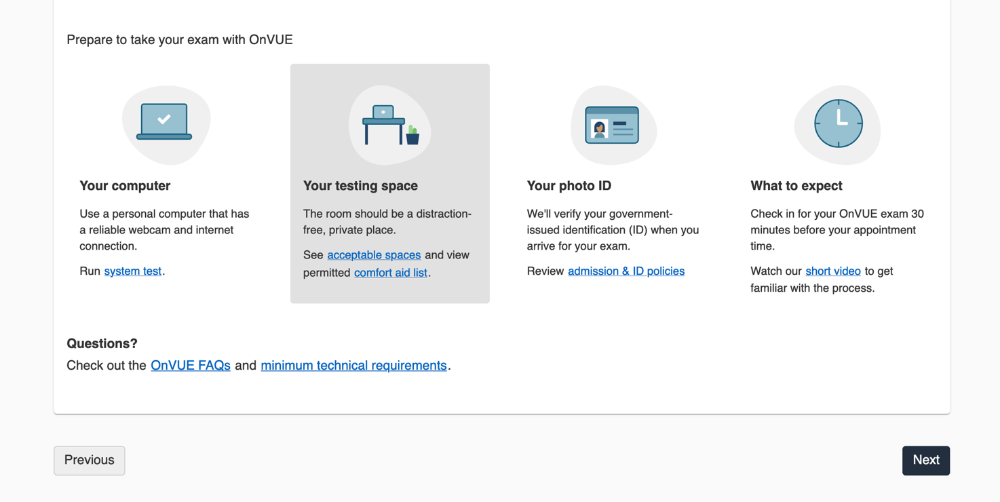 Prepare to take your exam with OnVUE
Your computer
Use a personal computer that has
a reliable webcam and internet
connection.
Run system test.
Your testing space
The room should be a distraction-
free, private place.
See acceptable spaces and view
permitted comfort aid list.
Your photo ID
We'll verify your government-
issued identification (ID) when you
arrive for your exam.
Review admission & ID policies
What to expect
Check in for your OnVUE exam 30
minutes before your appointment
time.
Watch our short video to get
familiar with the process.
Questions?
Check out the OnVUE FAQs and minimum technical requirements.
Previous
Next